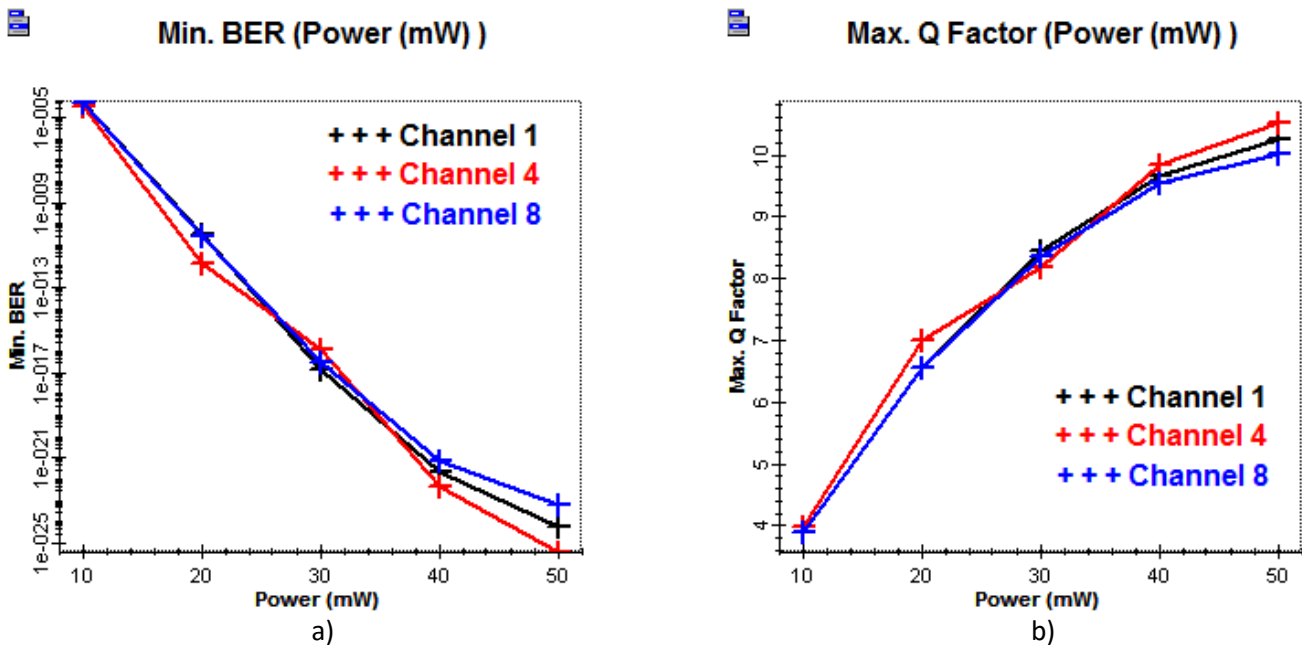 Min. BER (Power (mW) )
1e-005
1e-009
1e-013
1e-017
1e-021
1e-025
Min. BER
+ + + Channel 1
+ + + Channel 4
+ + + Channel 8
10 20 30 40 50
Power (mW)
a)
Max. Q Factor (Power (mW) )
10
9
8
7
6
5
4
Max. Q Factor
+ + + Channel 1
+ + + Channel 4
+ + + Channel 8
10 20 30 40 50
Power (mW)
b)